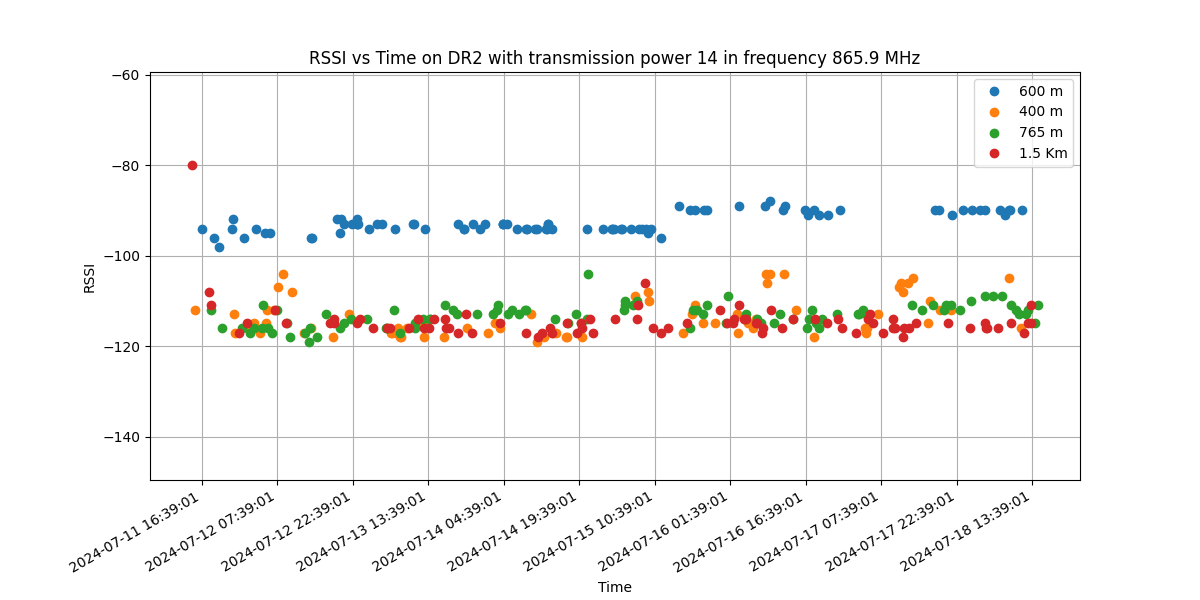 RSSI vs Time on DR2 with transmission power 14 in frequency 865.9 MHz
600 m
400 m
765 m
1.5 Km
−60
−80
−100
−120
−140
RSSI
2024-07-11 16:39:01
2024-07-12 07:39:01
2024-07-12 22:39:01
2024-07-13 13:39:01
2024-07-14 04:39:01
2024-07-14 19:39:01
2024-07-15 10:39:01
2024-07-16 01:39:01
2024-07-16 16:39:01
2024-07-17 07:39:01
2024-07-17 22:39:01
2024-07-18 13:39:01
Time